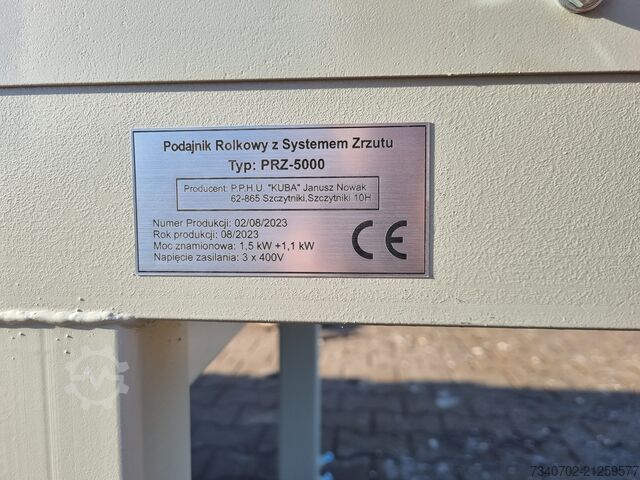 Podajnik Rolkowy z Systemem Zrzutu
Typ: PRZ-5000
Producent: P.P.H.U. "KUBA" Janusz Nowak
62-865 Szczytniki,Szczytniki 10H
Numer Produkcji: 02/08/2023
Rok produkcji: 08/2023
Moc znamionowa: 1,5 kW +1,1 kW
Napięcie zasilania: 3 x 400V
CE
7340702-21259577